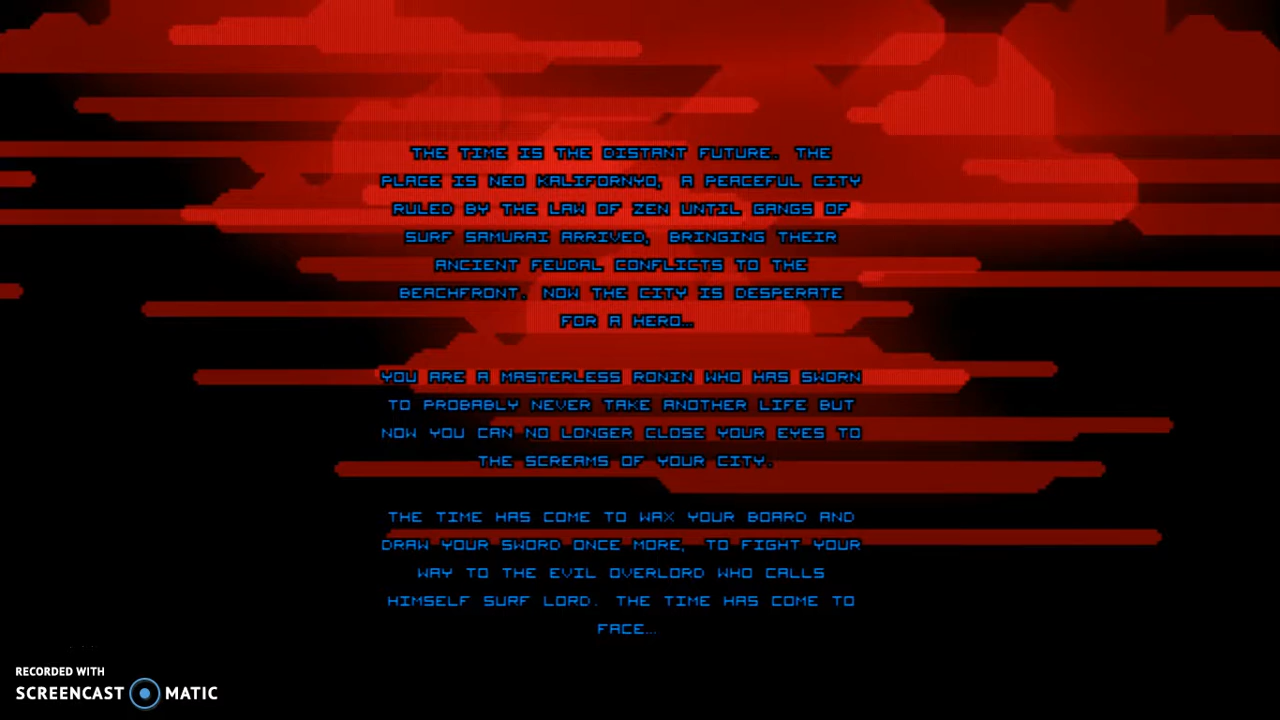 THE TIME IS THE DISTANT FUTURE. THE
PLACE IS NEO KALIFORNYO, A PEACEFUL CITY
RULED BY THE LAW OF ZEN UNTIL GANGS OF
SURF SAMURAI ARRIVED, BRINGING THEIR
ANCIENT FEUDAL CONFLICTS TO THE
BEACHFRONT. NOW THE CITY IS DESPERATE
FOR A HERO...
YOU ARE A MASTERLESS RONIN WHO HAS SWORN
TO PROBABLY NEVER TAKE ANOTHER LIFE BUT
NOW YOU CAN NO LONGER CLOSE YOUR EYES TO
THE SCREAMS OF YOUR CITY.
THE TIME HAS COME TO WAX YOUR BOARD AND
DRAW YOUR SWORD ONCE MORE, TO FIGHT YOUR
WAY TO THE EVIL OVERLORD WHO CALLS
HIMSELF SURF LORD. THE TIME HAS COME TO
FACE...
RECORDED WITH
SCREENCAST MATIC